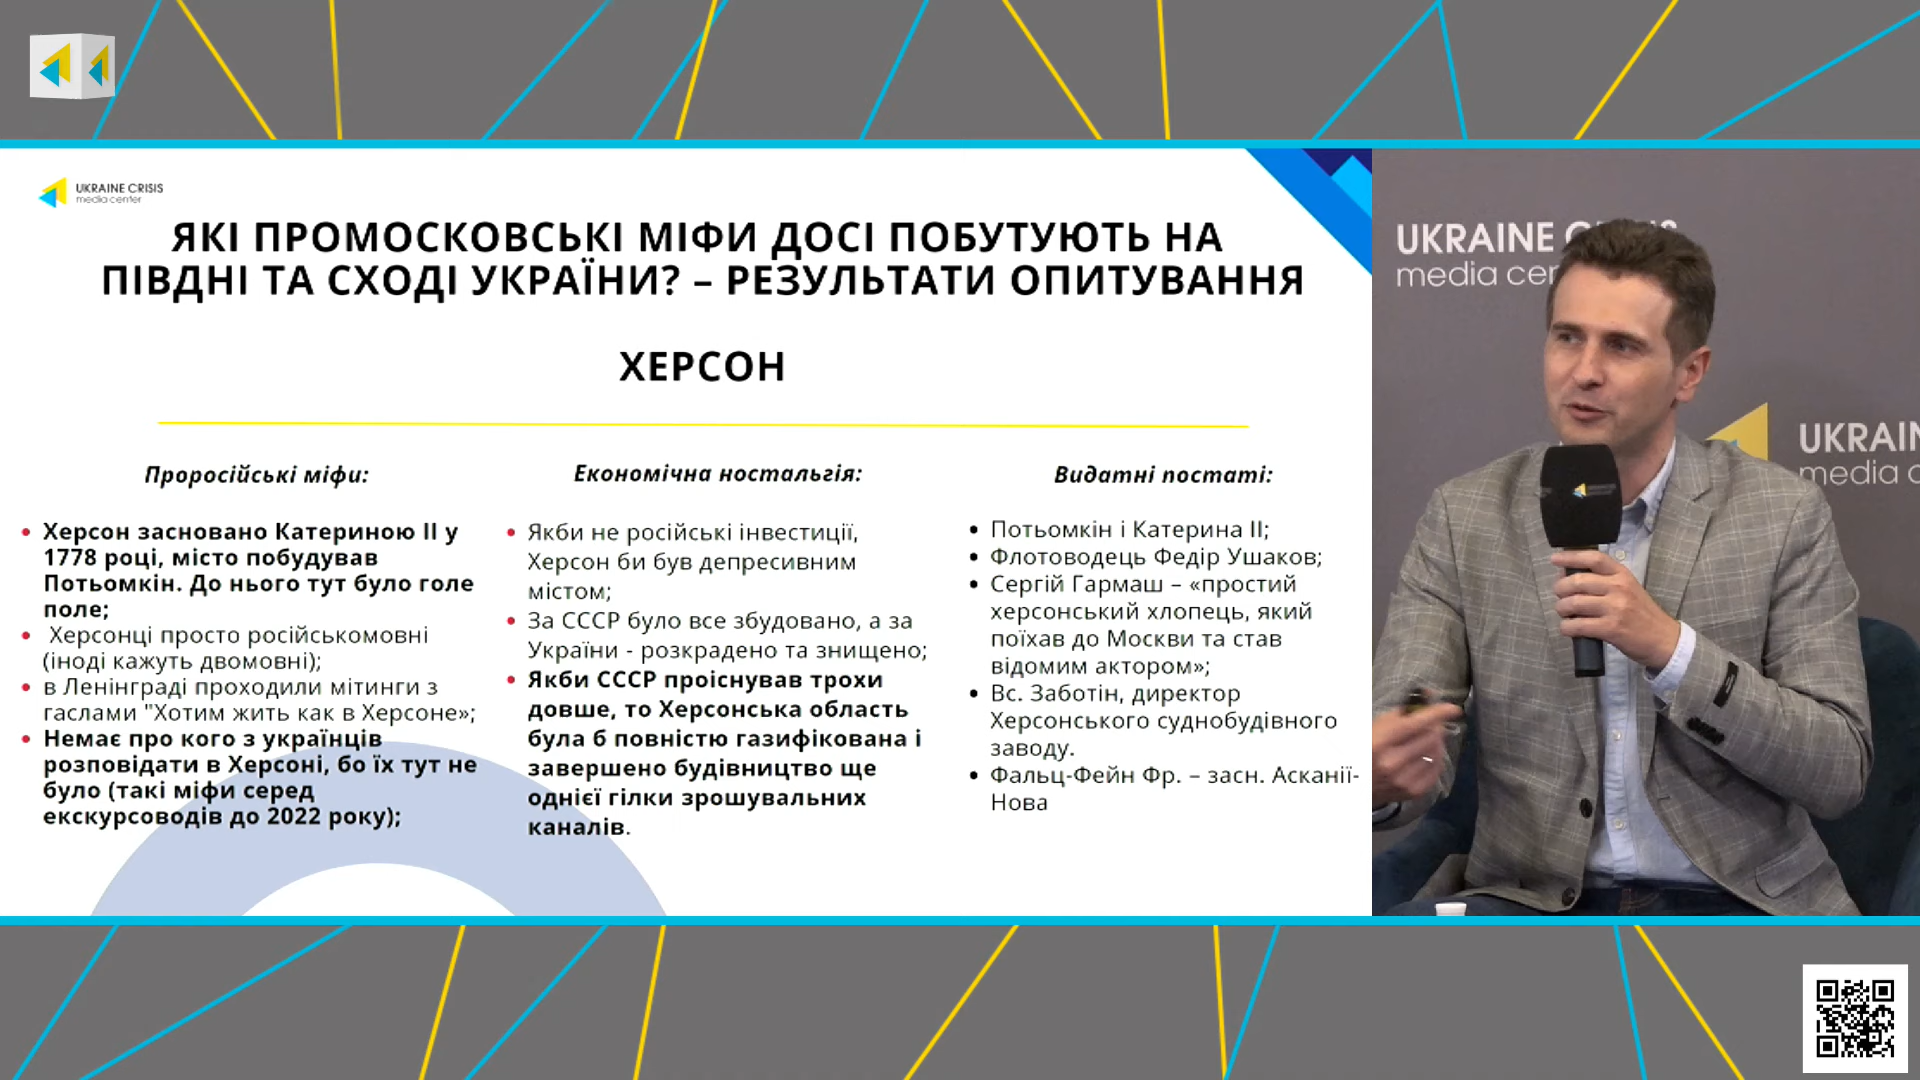 UKRAINE CRISIS
media center
ЯКІ ПРОМОСКОВСЬКІ МІФИ ДОСІ ПОБУТУЮТЬ НА
ПІВДНІ ТА СХОДІ УКРАЇНИ? – РЕЗУЛЬТАТИ ОПИТУВАННЯ
ХЕРСОН
Проросійські міфи:
Херсон засновано Катериною II у
1778 році, місто побудував
Потьомкін. До нього тут було голе
поле;
Херсонці просто російськомовні
(іноді кажуть двомовні);
в Ленінграді проходили мітинги з
гаслами "Хотим жить как в Херсоне»;
Немає про кого з українців
розповідати в Херсоні, бо їх тут не
було (такі міфи серед
екскурсоводів до 2022 року);
Економічна ностальгія:
Якби не російські інвестиції,
Херсон би був депресивним
містом;
За СССР було все збудовано, а за
України - розкрадено та знищено;
Якби СССР проіснував трохи
довше, то Херсонська область
була б повністю газифікована і
завершено будівництво ще
однієї гілки зрошувальних
каналів.
Видатні постаті:
Потьомкін і Катерина II;
Флотоводець Федір Ушаков;
Сергій Гармаш – «простий
херсонський хлопець, який
поїхав до Москви та став
відомим актором»;
Вс. Заботін, директор
Херсонського суднобудівного
заводу.
Фальц-Фейн Фр. – засн. Асканії-
Нова
UKRAINE
media cen
UKRAIN
media c